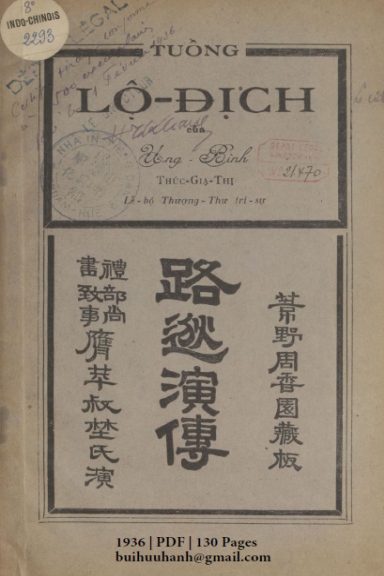 8°
INDO-CHINOIS
2293
TUỒNG
LỘ-ĐỊCH
của
Ưng - Bình
THÚC-GIẠ-THỊ
Lễ-bộ Thượng-Thư trí-sự
21470
葦野周香園藏板
路逖演傳
禮部尚
書致事
膺苹叔埜氏演
1936 | PDF | 130 Pages
buihuuhanh@gmail.com